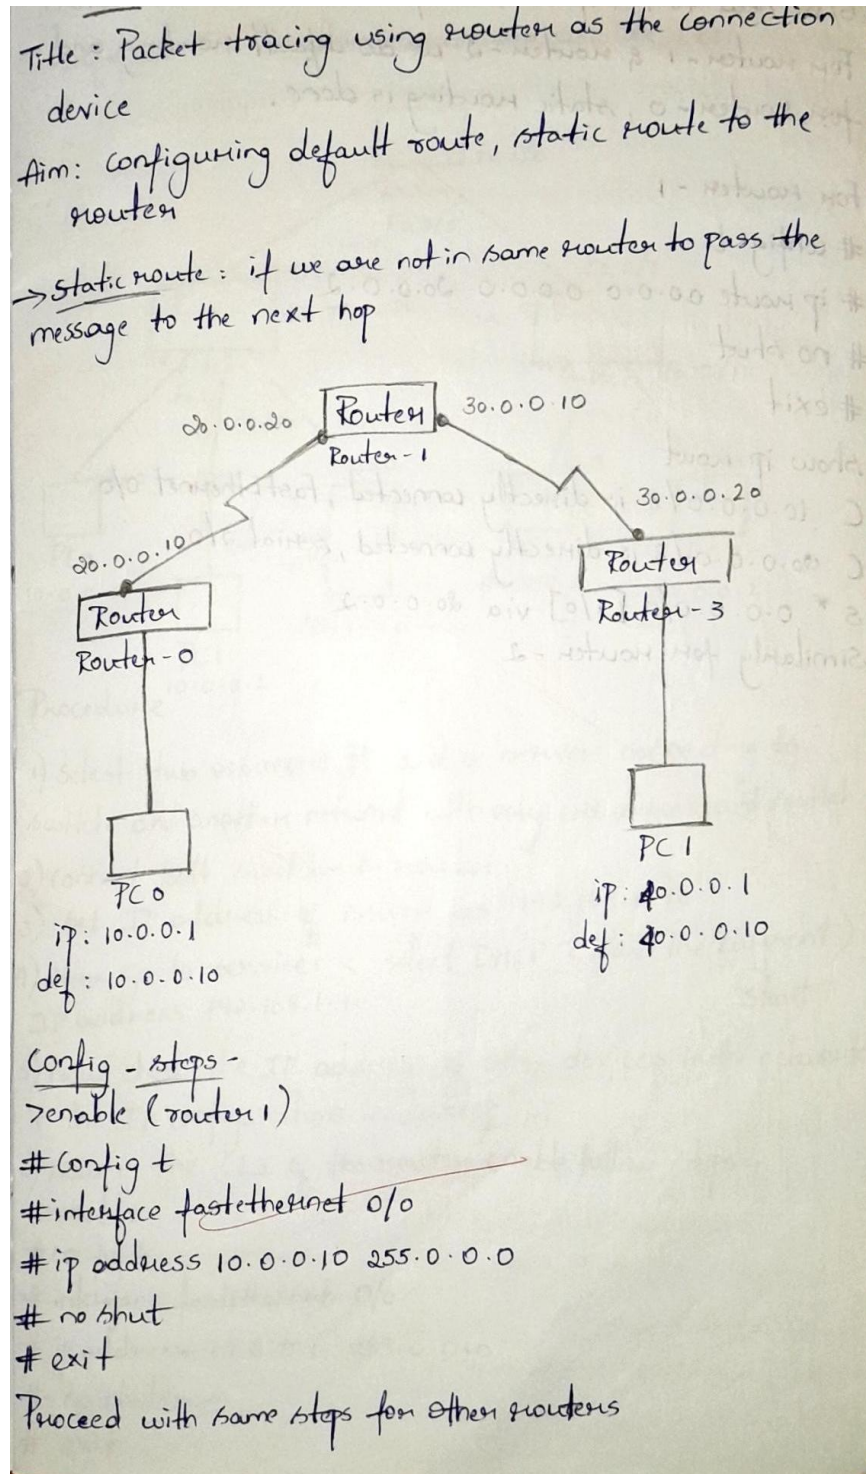 Title : Packet tracing using router as the connection
device
Aim: configuring default route, static route to the
router
→ static route : if we are not in same router to pass the
message to the next hop
20.0.0.20
Router
30.0.0.10
Router-1
30.0.0.20
20.0.0.10
Router
Router
Router-3
Router-0
PC 1
PC 0
ip: 40.0.0.1
ip: 10.0.0.1
def: 40.0.0.10
def: 10.0.0.10
Config - steps -
>enable (router1)
#config t
#interface fastethernet 0/0
# ip address 10.0.0.10 255.0.0.0
# no shut
# exit
Proceed with same steps for other routers